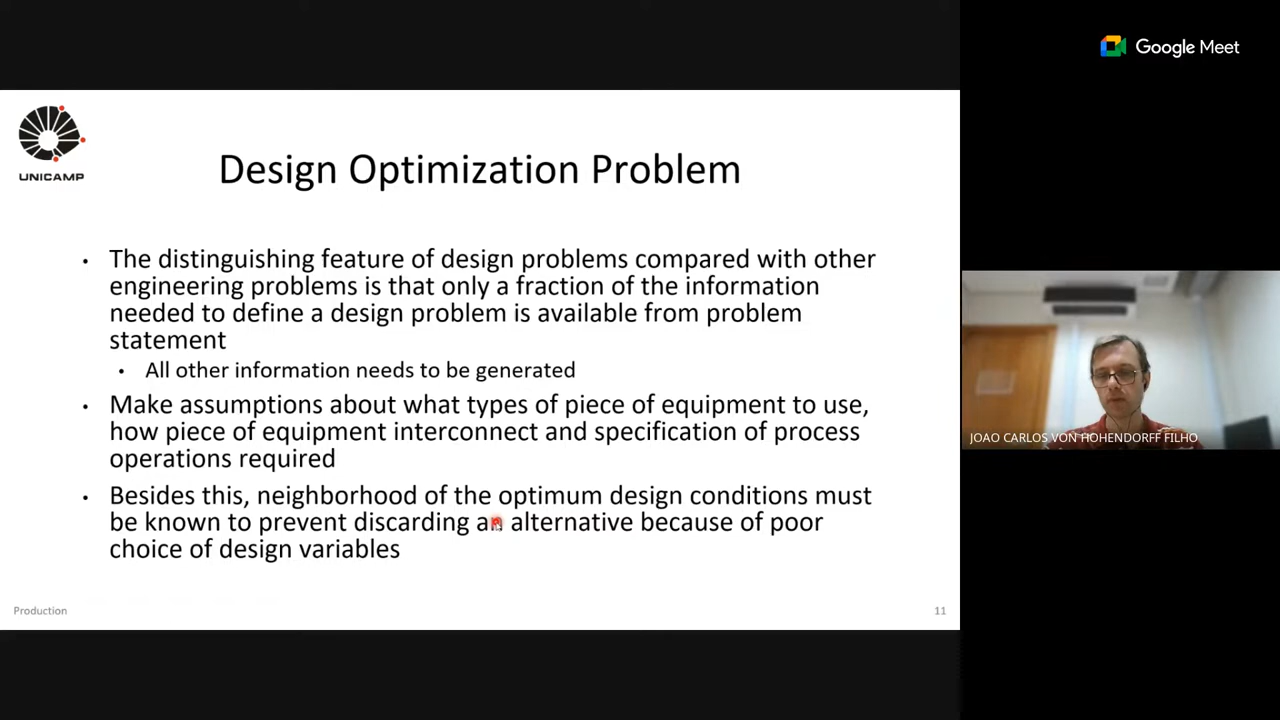 Google Meet
UNICAMP
Design Optimization Problem
• The distinguishing feature of design problems compared with other
engineering problems is that only a fraction of the information
needed to define a design problem is available from problem
statement
• All other information needs to be generated
• Make assumptions about what types of piece of equipment to use,
how piece of equipment interconnect and specification of process
operations required
• Besides this, neighborhood of the optimum design conditions must
be known to prevent discarding an alternative because of poor
choice of design variables
JOAO CARLOS VON HOHENDORFF FILHO
Production
11